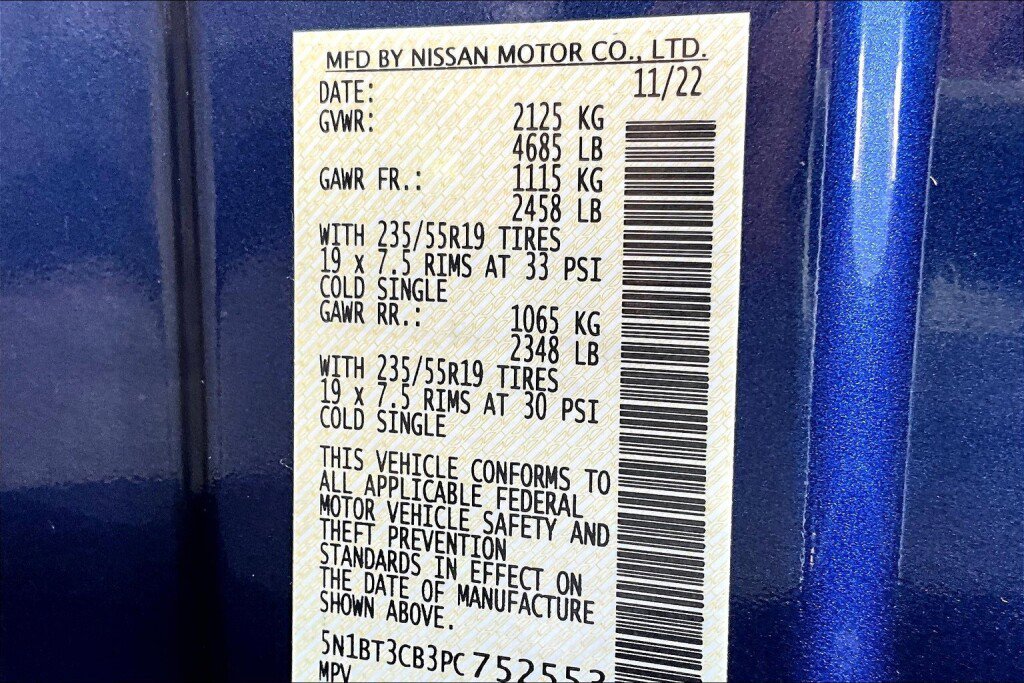 MFD BY NISSAN MOTOR CO., LTD.
DATE: 11/22
GVWR: 2125 KG
4685 LB
GAWR FR.: 1115 KG
2458 LB
WITH 235/55R19 TIRES
19 x 7.5 RIMS AT 33 PSI
COLD SINGLE
GAWR RR.: 1065 KG
2348 LB
WITH 235/55R19 TIRES
19 x 7.5 RIMS AT 30 PSI
COLD SINGLE
THIS VEHICLE CONFORMS TO
ALL APPLICABLE FEDERAL
MOTOR VEHICLE SAFETY AND
THEFT PREVENTION
STANDARDS IN EFFECT ON
THE DATE OF MANUFACTURE
SHOWN ABOVE.
5N1BT3CB3PC752553
MPV